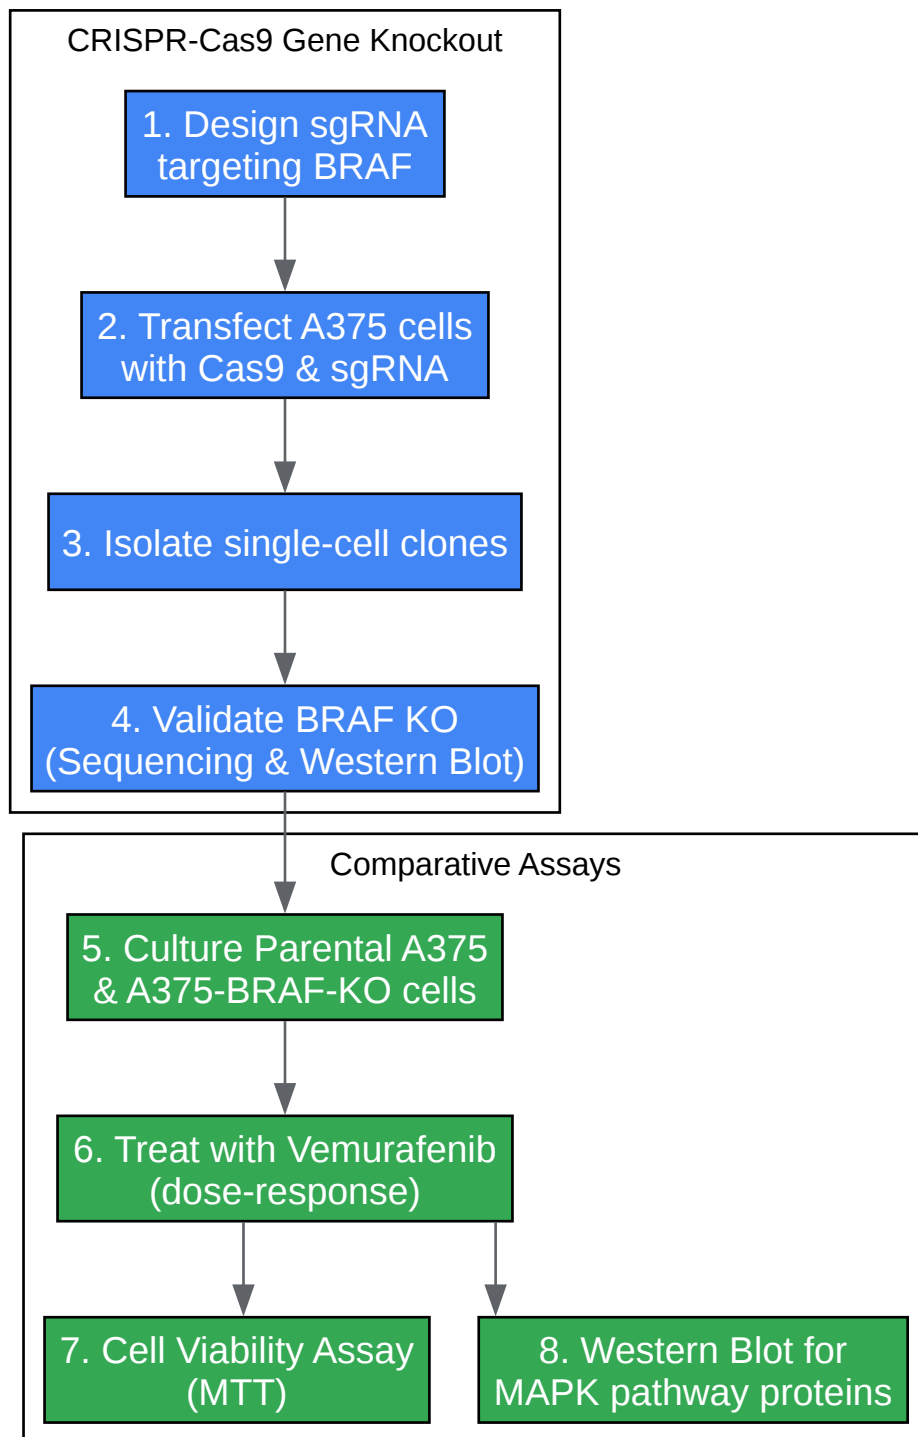 CRISPR-Cas9 Gene Knockout
1. Design sgRNA
targeting BRAF
2. Transfect A375 cells
with Cas9 & sgRNA
3. Isolate single-cell clones
4. Validate BRAF KO
(Sequencing & Western Blot)
Comparative Assays
5. Culture Parental A375
& A375-BRAF-KO cells
6. Treat with Vemurafenib
(dose-response)
7. Cell Viability Assay
(MTT)
8. Western Blot for
MAPK pathway proteins